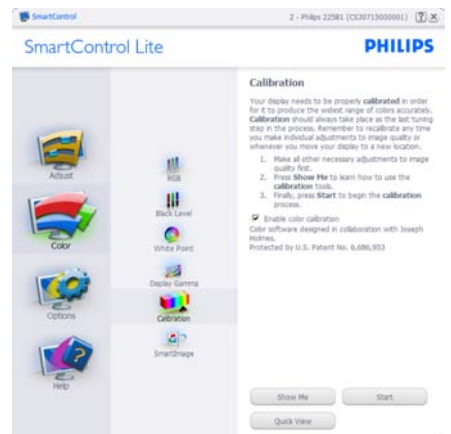 SmartControl
2 - Philips 225B1 (CS30715000001)
SmartControl Lite
PHILIPS
Adjust
Color
Options
Help
RGB
Black Level
White Point
Display Gamma
Calibration
SmartImage
Calibration
Your display needs to be properly calibrated in order
for it to produce the widest range of colors accurately.
Calibration should always take place as the last tuning
step in the process. Remember to recalibrate any time
you make individual adjustments to image quality or
whenever you move your display to a new location.
1. Make all other necessary adjustments to image
quality first.
2. Press Show Me to learn how to use the
calibration tools.
3. Finally, press Start to begin the calibration
process.
Enable color calibration
Color software designed in collaboration with Joseph
Holmes.
Protected by U.S. Patent No. 6,686,953
Show Me
Start
Quick View